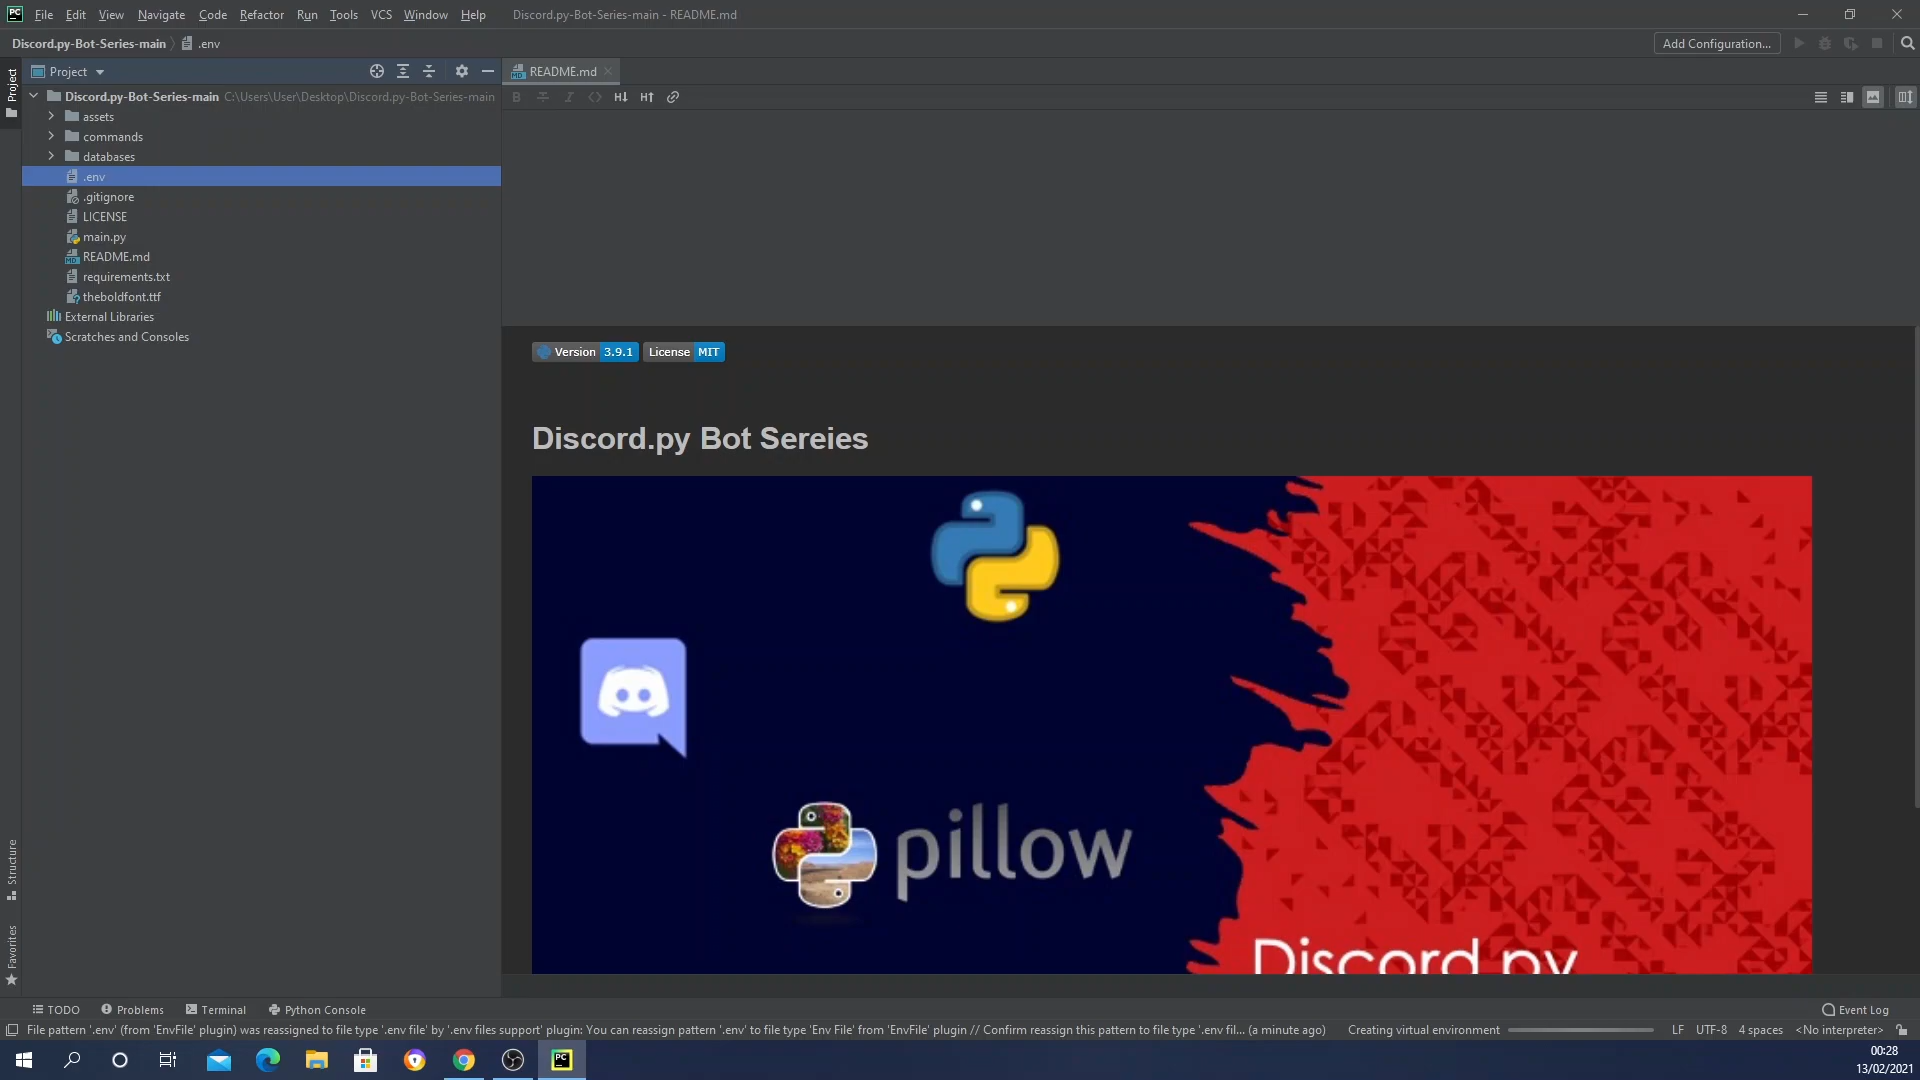 PC File Edit View Navigate Code Refactor Run Tools VCS Window Help Discord.py-Bot-Series-main - README.md
Discord.py-Bot-Series-main .env Add Configuration...
Project README.md
Project
Discord.py-Bot-Series-main C:\Users\User\Desktop\Discord.py-Bot-Series-main
assets
commands
databases
.env
.gitignore
LICENSE
main.py
README.md
requirements.txt
theboldfont.ttf
External Libraries
Scratches and Consoles
Version 3.9.1 License MIT
Discord.py Bot Sereies
pillow
Discord.py
Structure
Favorites
TODO Problems Terminal Python Console Event Log
File pattern '.env' (from 'EnvFile' plugin) was reassigned to file type '.env file' by '.env files support' plugin: You can reassign pattern '.env' to file type 'Env File' from 'EnvFile' plugin // Confirm reassign this pattern to file type '.env fil... (a minute ago) Creating virtual environment LF UTF-8 4 spaces <No interpreter>
PC
00:28
13/02/2021